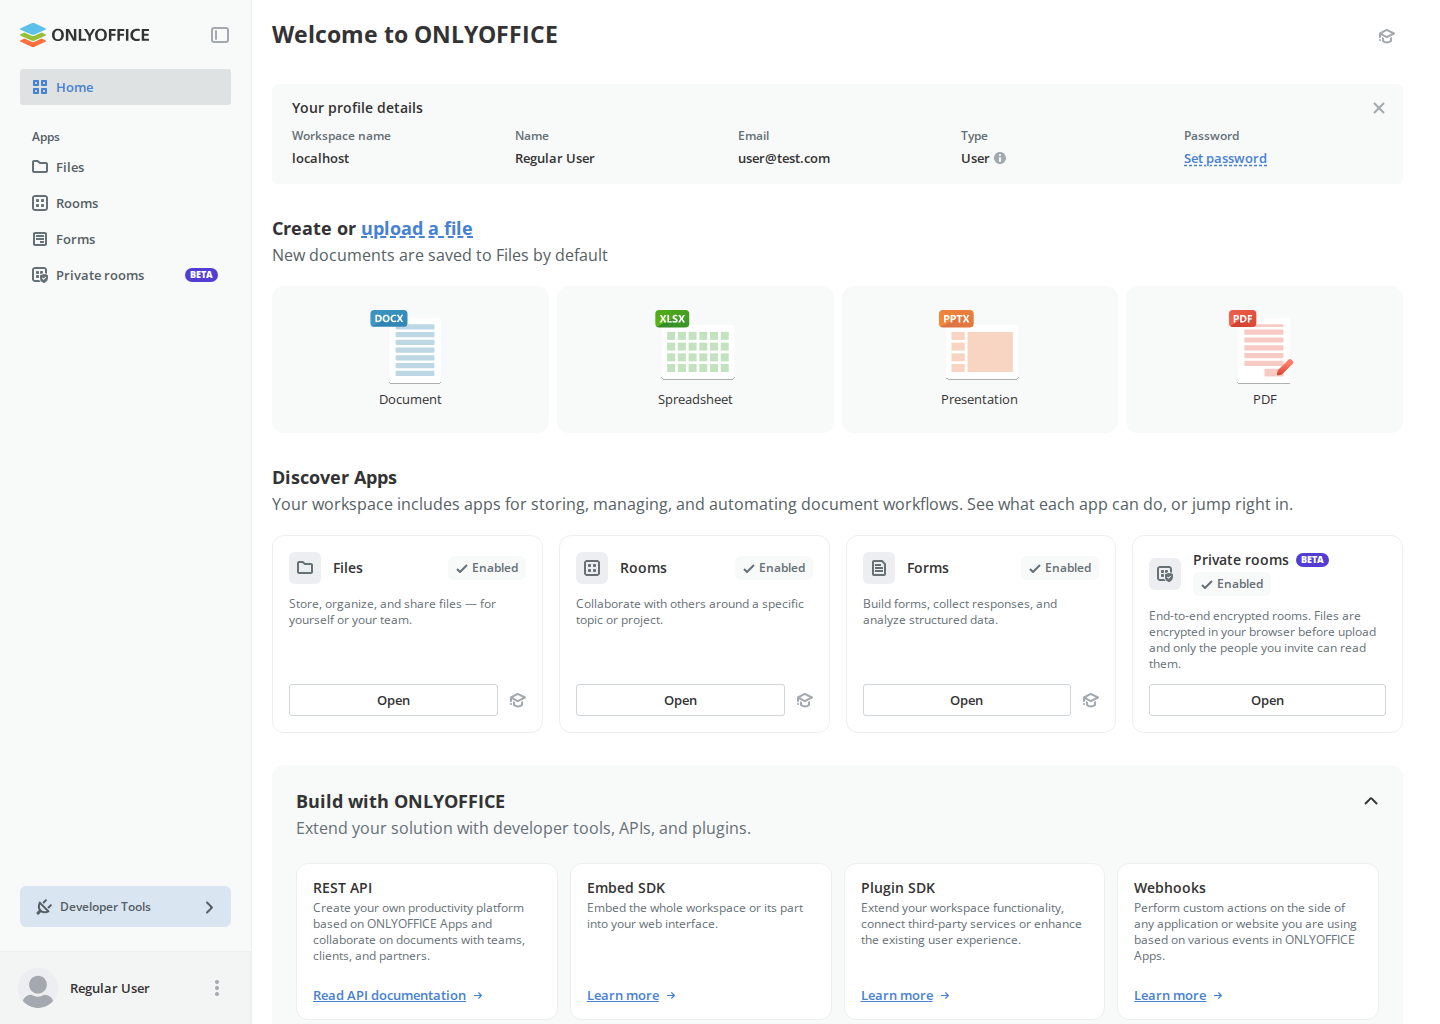 ONLYOFFICE
Home
Apps
Files
Rooms
Forms
Private rooms
BETA
Developer Tools
Regular User
Welcome to ONLYOFFICE
Your profile details
Workspace name
localhost
Name
Regular User
Email
user@test.com
Type
User
Password
Set password
Create or upload a file
New documents are saved to Files by default
DOCX
Document
XLSX
Spreadsheet
PPTX
Presentation
PDF
PDF
Discover Apps
Your workspace includes apps for storing, managing, and automating document workflows. See what each app can do, or jump right in.
Files
Enabled
Store, organize, and share files — for
yourself or your team.
Open
Rooms
Enabled
Collaborate with others around a specific
topic or project.
Open
Forms
Enabled
Build forms, collect responses, and
analyze structured data.
Open
Private rooms
BETA
Enabled
End-to-end encrypted rooms. Files are
encrypted in your browser before upload
and only the people you invite can read
them.
Open
Build with ONLYOFFICE
Extend your solution with developer tools, APIs, and plugins.
REST API
Create your own productivity platform
based on ONLYOFFICE Apps and
collaborate on documents with teams,
clients, and partners.
Read API documentation
Embed SDK
Embed the whole workspace or its part
into your web interface.
Learn more
Plugin SDK
Extend your workspace functionality,
connect third-party services or enhance
the existing user experience.
Learn more
Webhooks
Perform custom actions on the side of
any application or website you are using
based on various events in ONLYOFFICE
Apps.
Learn more